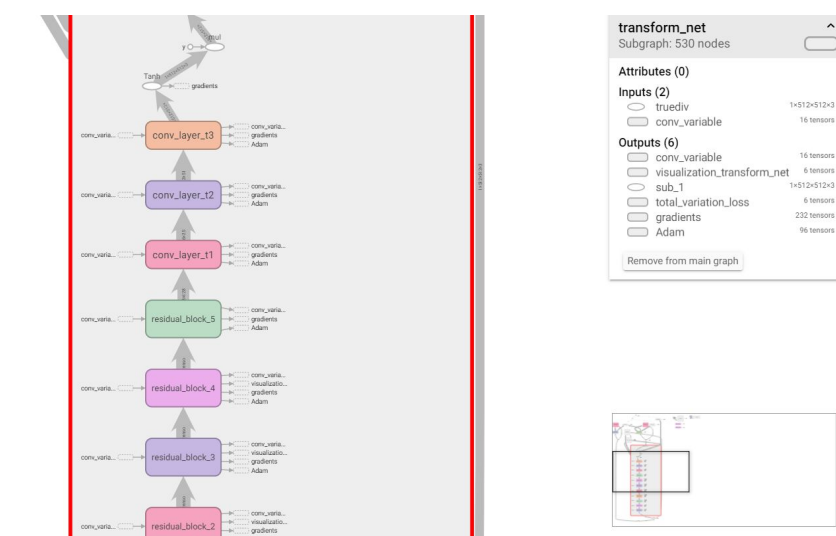 mul
y
Tanh
gradients
conv_varia...
conv_layer_t3
conv_varia...
gradients
Adam
conv_varia...
conv_layer_t2
conv_varia...
gradients
Adam
conv_varia...
conv_layer_t1
conv_varia...
gradients
Adam
conv_varia...
residual_block_5
conv_varia...
gradients
Adam
conv_varia...
residual_block_4
conv_varia...
visualizatio...
gradients
Adam
conv_varia...
residual_block_3
conv_varia...
visualizatio...
gradients
Adam
conv_varia...
residual_block_2
conv_varia...
visualizatio...
gradients
transform_net
Subgraph: 530 nodes
Attributes (0)
Inputs (2)
truediv 1×512×512×3
conv_variable 16 tensors
Outputs (6)
conv_variable 16 tensors
visualization_transform_net 6 tensors
sub_1 1×512×512×3
total_variation_loss 6 tensors
gradients 232 tensors
Adam 96 tensors
Remove from main graph